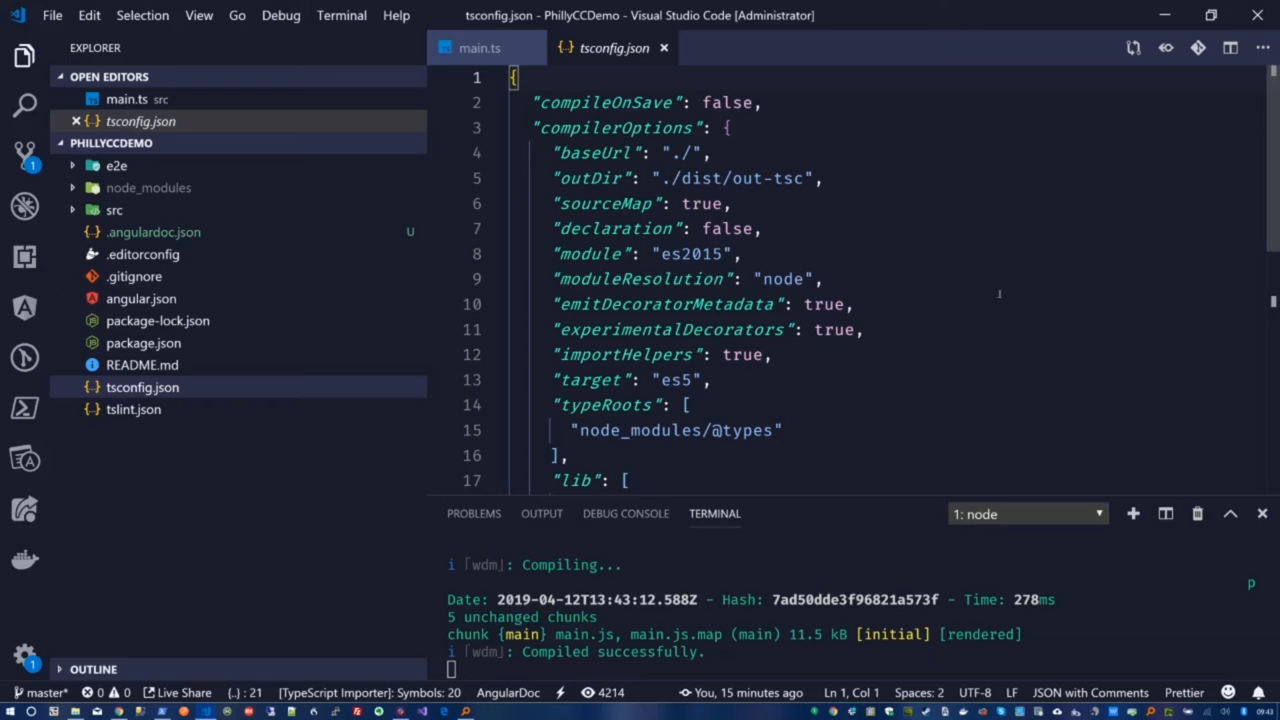 File Edit Selection View Go Debug Terminal Help
tsconfig.json - PhillyCCDemo - Visual Studio Code [Administrator]
EXPLORER
OPEN EDITORS
main.ts src
{..} tsconfig.json
PHILLYCCDEMO
e2e
node_modules
src
{..} .angulardoc.json U
.editorconfig
.gitignore
angular.json
package-lock.json
package.json
README.md
{..} tsconfig.json
{..} tslint.json
OUTLINE
main.ts
{..} tsconfig.json
1 {
2 "compileOnSave": false,
3 "compilerOptions": {
4 "baseUrl": "./",
5 "outDir": "./dist/out-tsc",
6 "sourceMap": true,
7 "declaration": false,
8 "module": "es2015",
9 "moduleResolution": "node",
10 "emitDecoratorMetadata": true,
11 "experimentalDecorators": true,
12 "importHelpers": true,
13 "target": "es5",
14 "typeRoots": [
15 "node_modules/@types"
16 ],
17 "lib": [
PROBLEMS OUTPUT DEBUG CONSOLE TERMINAL
1: node
i ｢wdm｣: Compiling...
p
Date: 2019-04-12T13:43:12.588Z - Hash: 7ad50dde3f96821a573f - Time: 278ms
5 unchanged chunks
chunk {main} main.js, main.js.map (main) 11.5 kB [initial] [rendered]
i ｢wdm｣: Compiled successfully.
1
1
master* 0 0 Live Share {..} : 21 [TypeScript Importer]: Symbols: 20 AngularDoc 4214 You, 15 minutes ago Ln 1, Col 1 Spaces: 2 UTF-8 LF JSON with Comments Prettier
09:43